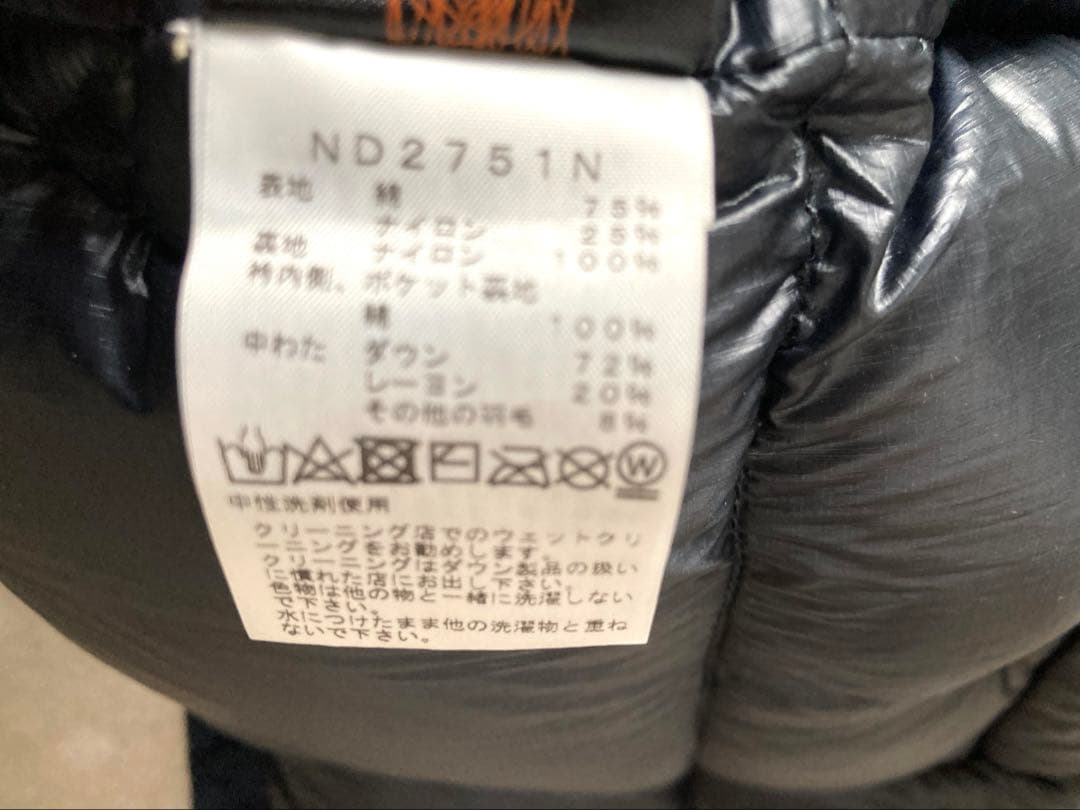 ND2751N
表地 綿 75%
ナイロン 25%
裏地 ナイロン 100%
衿内側、ポケット裏地
綿 100%
中わた ダウン 72%
レーヨン 20%
その他の羽毛 8%
W
中性洗剤使用
クリーニング店でのウェットクリ
ーニングをお勧めします。
クリーニングはダウン製品の扱い
に慣れた店にお出し下さい。
色物は他の物と一緒に洗濯しない
で下さい。
水につけたまま他の洗濯物と重ね
ないで下さい。